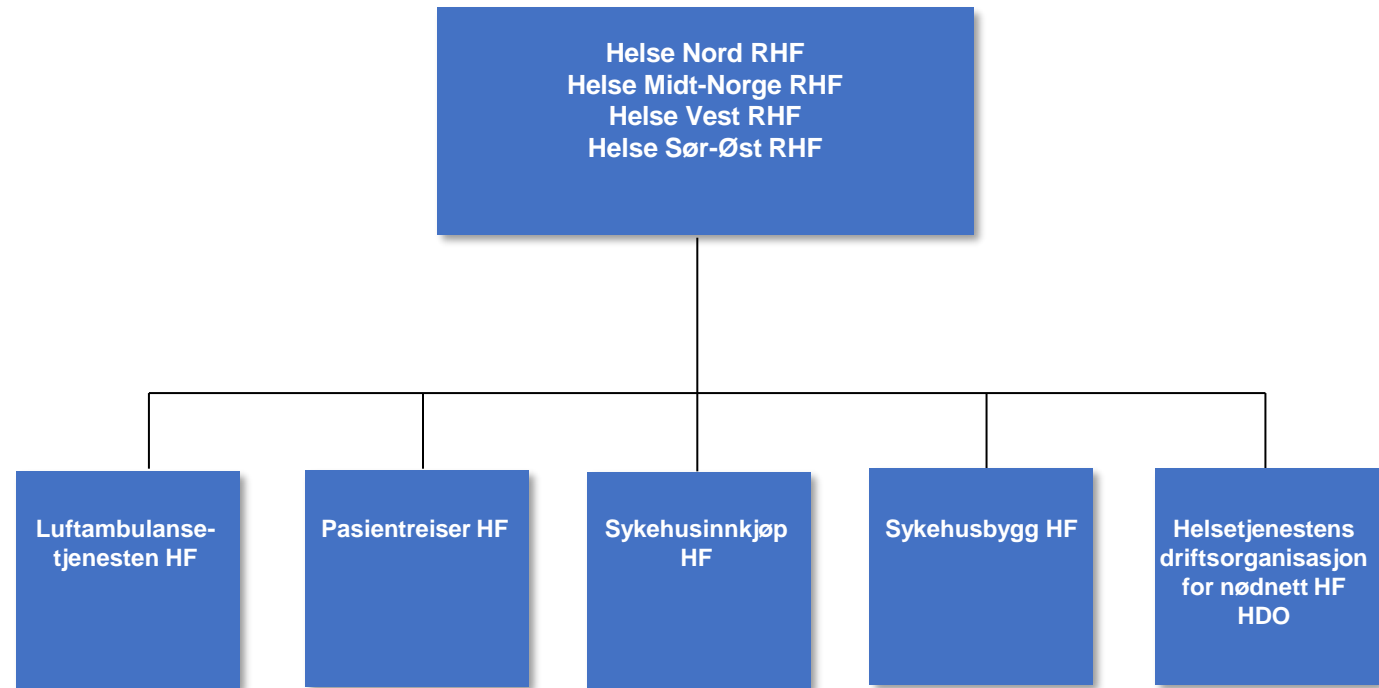 Helse Nord RHF
Helse Midt-Norge RHF
Helse Vest RHF
Helse Sør-Øst RHF
Luftambulanse-
tjenesten HF
Pasientreiser HF
Sykehusinnkjøp
HF
Sykehusbygg HF
Helsetjenestens
driftsorganisasjon
for nødnett HF
HDO